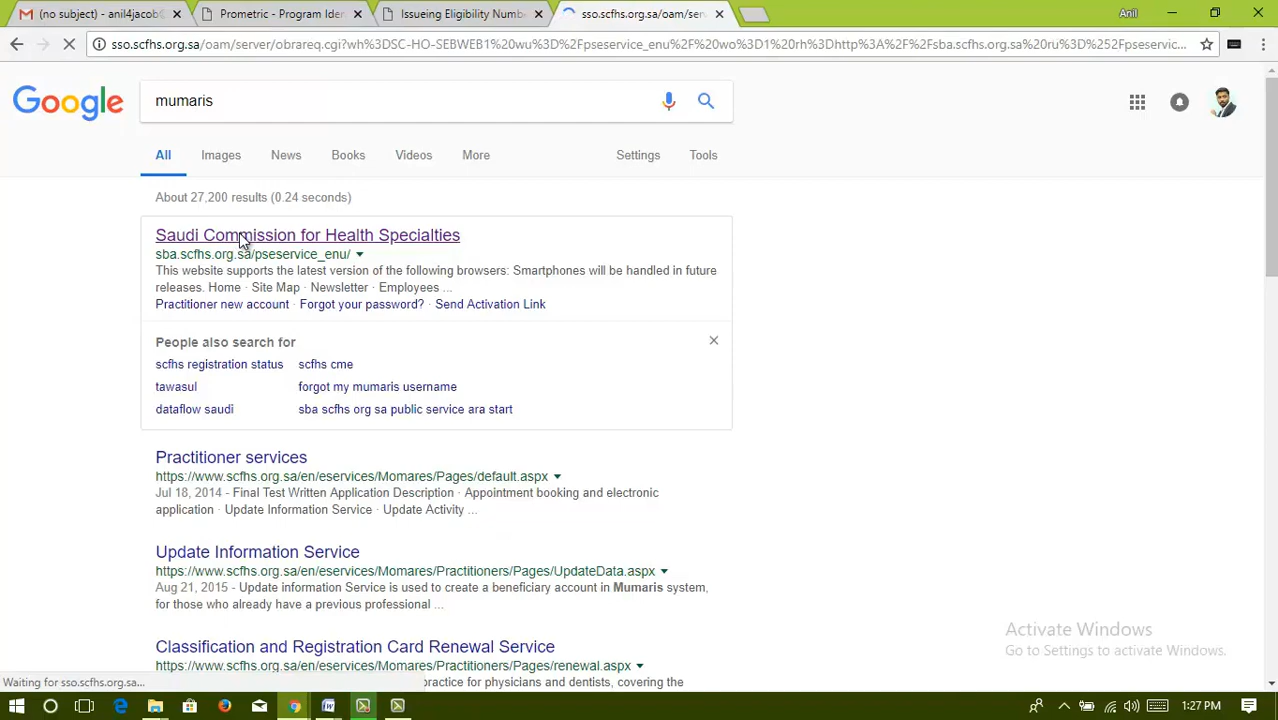 (no subject) - anil4jacob
Prometric - Program Ide
Issueing Eligibility Numb
sso.scfhs.org.sa/oam/serv
Anil
sso.scfhs.org.sa/oam/server/obrareq.cgi?wh%3DSC-HO-SEBWEB1%20wu%3D%2Fpseservice_enu%2F%20wo%3D1%20rh%3Dhttp%3A%2F%2Fsba.scfhs.org.sa%20ru%3D%252Fpseservic...
Google
mumaris
All
Images
News
Books
Videos
More
Settings
Tools
About 27,200 results (0.24 seconds)
Saudi Commission for Health Specialties
sba.scfhs.org.sa/pseservice_enu/
This website supports the latest version of the following browsers: Smartphones will be handled in future
releases. Home · Site Map · Newsletter · Employees ...
Practitioner new account · Forgot your password? · Send Activation Link
People also search for
scfhs registration status
scfhs cme
tawasul
forgot my mumaris username
dataflow saudi
sba scfhs org sa public service ara start
Practitioner services
https://www.scfhs.org.sa/en/eservices/Momares/Pages/default.aspx
Jul 18, 2014 - Final Test Written Application Description · Appointment booking and electronic
application · Update Information Service · Update Activity ...
Update Information Service
https://www.scfhs.org.sa/en/eservices/Momares/Practitioners/Pages/UpdateData.aspx
Aug 21, 2015 - Update information Service is used to create a beneficiary account in Mumaris system,
for those who already have a previous professional ...
Classification and Registration Card Renewal Service
https://www.scfhs.org.sa/en/eservices/Momares/Practitioners/Pages/renewal.aspx
practice for physicians and dentists, covering the
Activate Windows
Go to Settings to activate Windows.
Waiting for sso.scfhs.org.sa...
1:27 PM